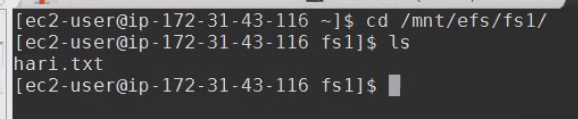 [ec2-user@ip-172-31-43-116 ~]$ cd /mnt/efs/fs1/
[ec2-user@ip-172-31-43-116 fs1]$ ls
hari.txt
[ec2-user@ip-172-31-43-116 fs1]$